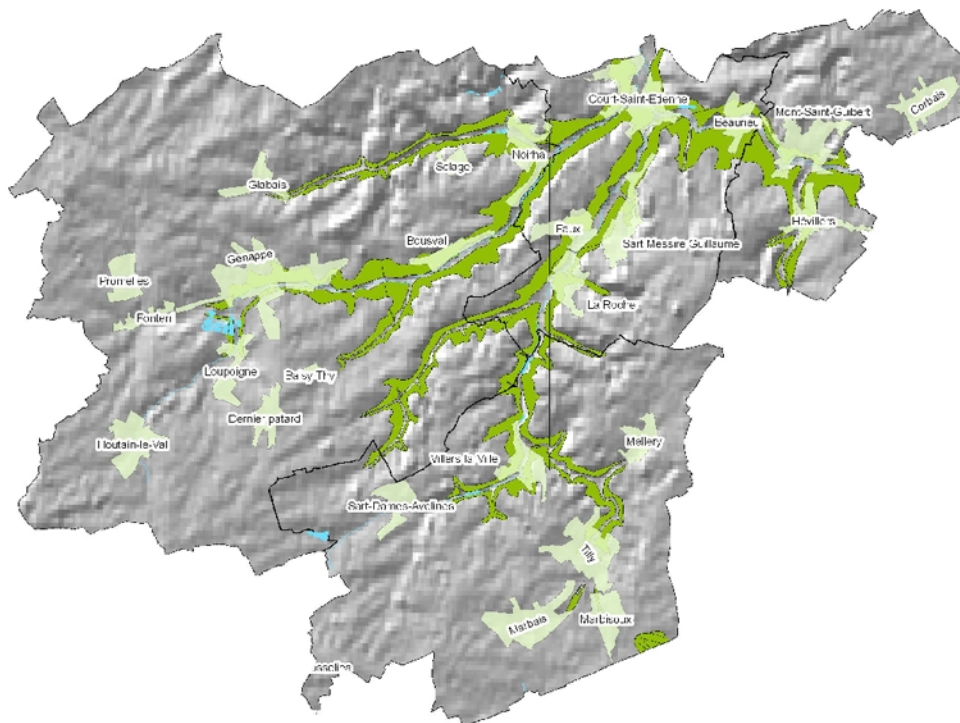 Court-Saint-Etienne
Corbais
Mont-Saint-Guibert
Beaurieu
Noirha
Solage
Glabais
Hévillers
Faux
Bousval
Sart Messire Guillaume
Genappe
Promelles
La Roche
Fonteri
Loupoigne
Baisy Thy
Dernier patard
Houtain-le-Val
Mellery
Villers la Ville
Sart-Dames-Avelines
Tilly
Marbais
Marbisoux